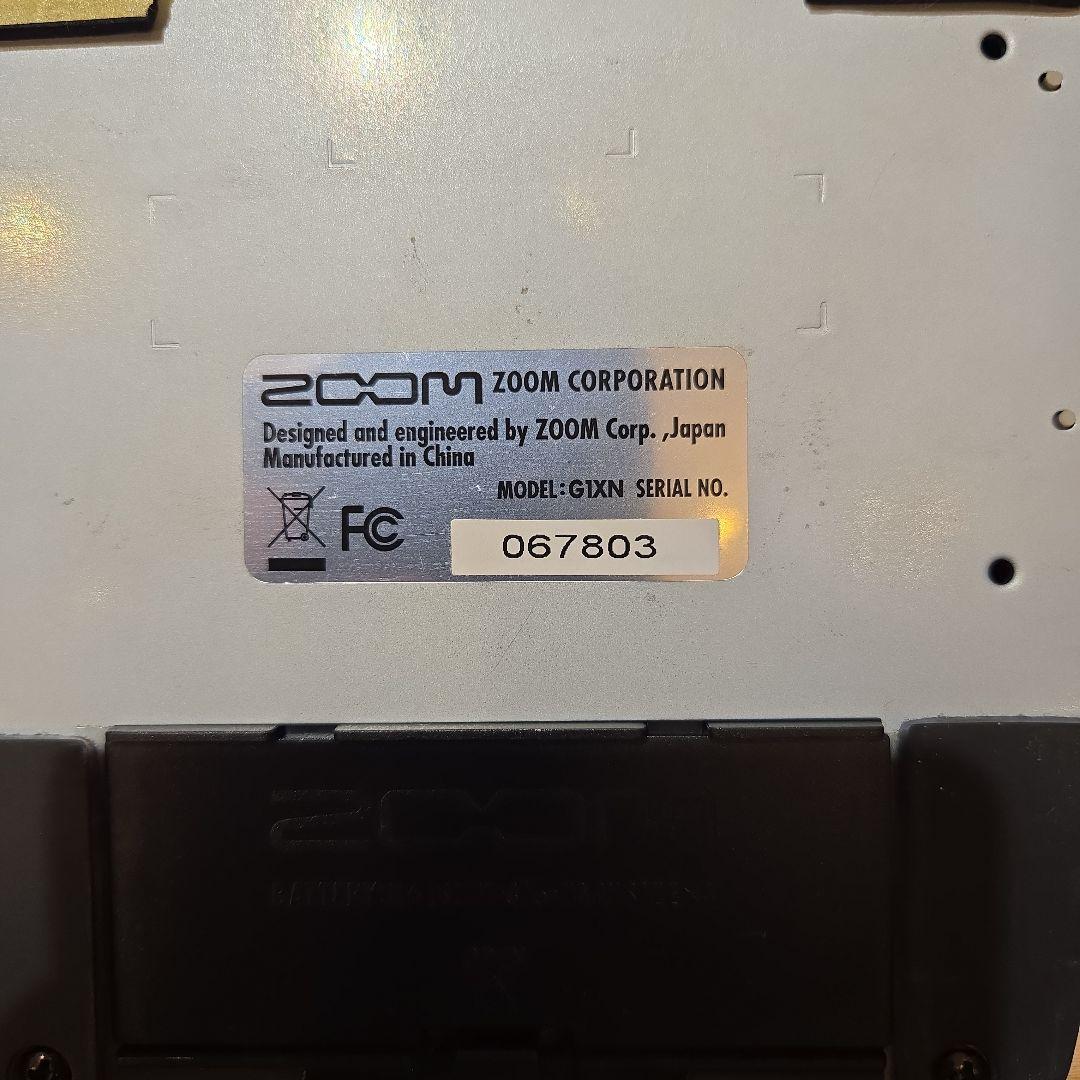 ZOOM ZOOM CORPORATION
Designed and engineered by ZOOM Corp. ,Japan
Manufactured in China
MODEL:G1XN SERIAL NO.
FC
067803
ZOOM